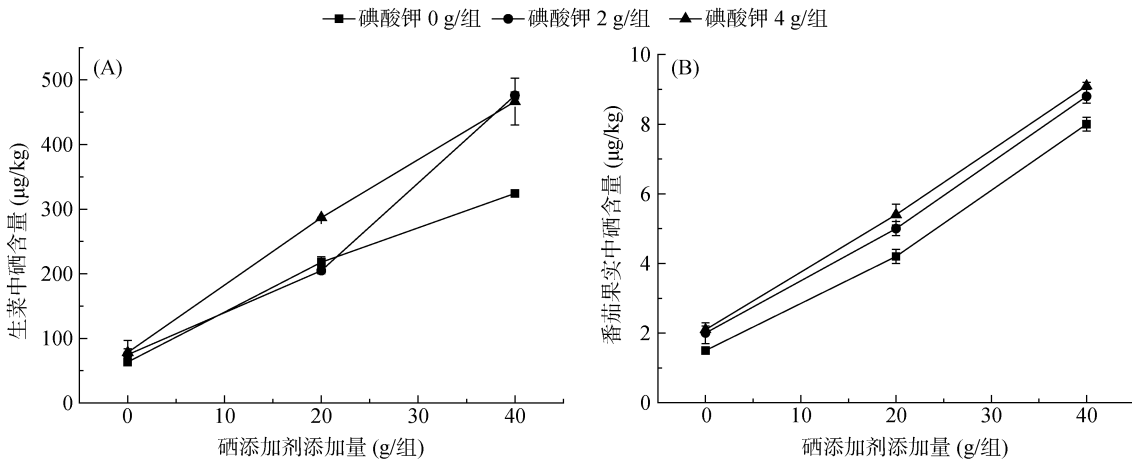 碘酸钾 0 g/组 碘酸钾 2 g/组 碘酸钾 4 g/组
(A)
生菜中硒含量 (μg/kg)
500
400
300
200
100
0
0 10 20 30 40
硒添加剂添加量 (g/组)
(B)
番茄果实中硒含量 (μg/kg)
10
8
6
4
2
0
0 10 20 30 40
硒添加剂添加量 (g/组)